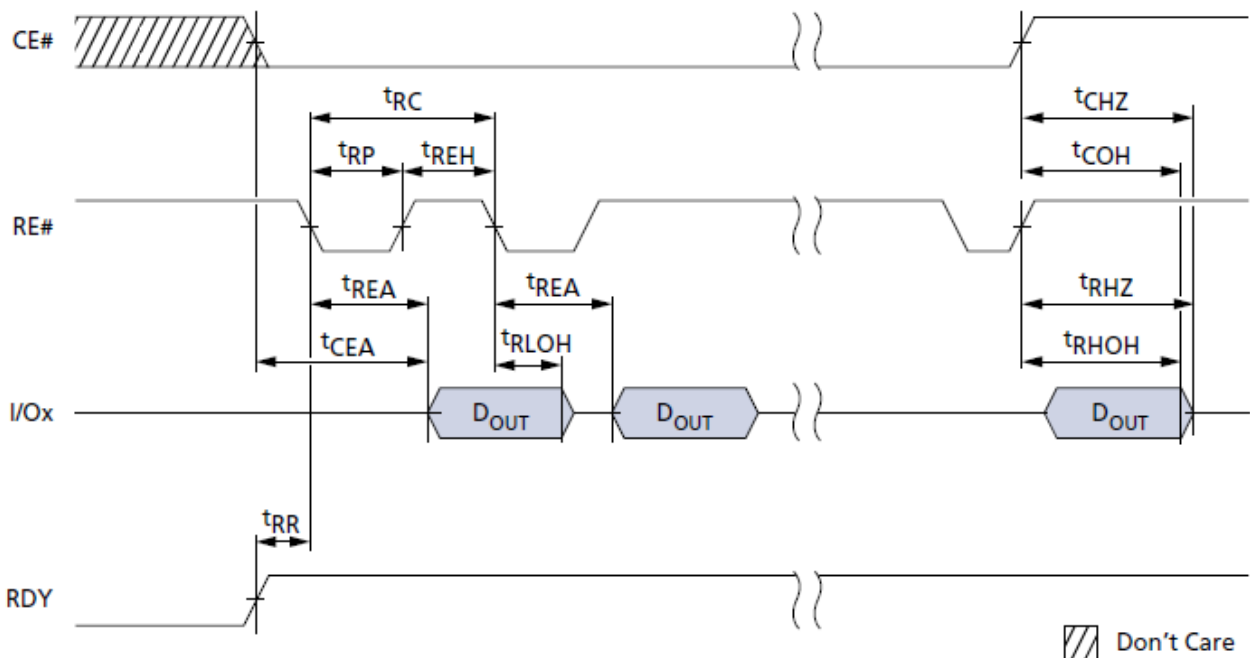 CE#
tRC
tCHZ
tRP
tREH
tCOH
RE#
tREA
tREA
tRHZ
tCEA
tRLOH
tRHOH
I/Ox
DOUT
DOUT
DOUT
tRR
RDY
Don't Care